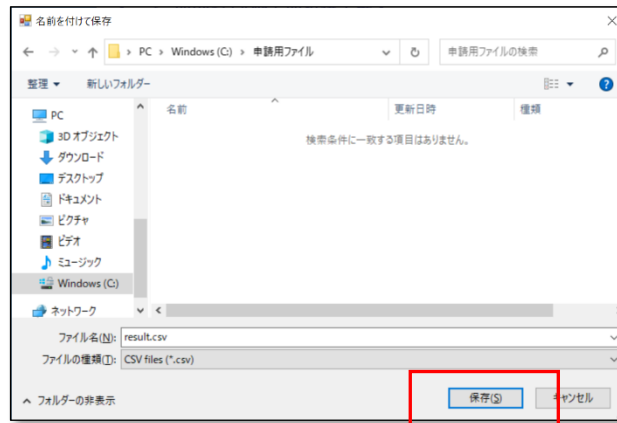 名前を付けて保存
PC > Windows (C:) > 申請用ファイル
申請用ファイルの検索
整理 新しいフォルダー
名前 更新日時 種類
検索条件に一致する項目はありません。
PC
3D オブジェクト
ダウンロード
デスクトップ
ドキュメント
ピクチャ
ビデオ
ミュージック
Windows (C:)
ネットワーク
ファイル名(N): result.csv
ファイルの種類(T): CSV files (*.csv)
フォルダーの非表示
保存(S) キャンセル